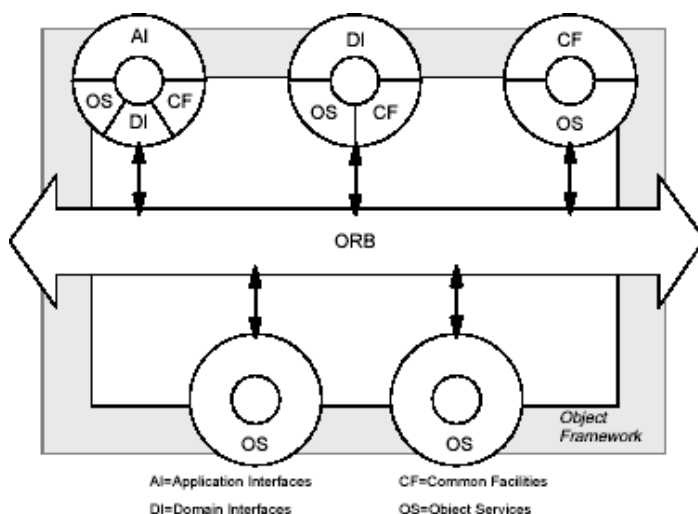 AI
OS
CF
DI
DI
OS
CF
CF
OS
ORB
OS
OS
Object
Framework
AI=Application Interfaces
CF=Common Facilities
DI=Domain Interfaces
OS=Object Services